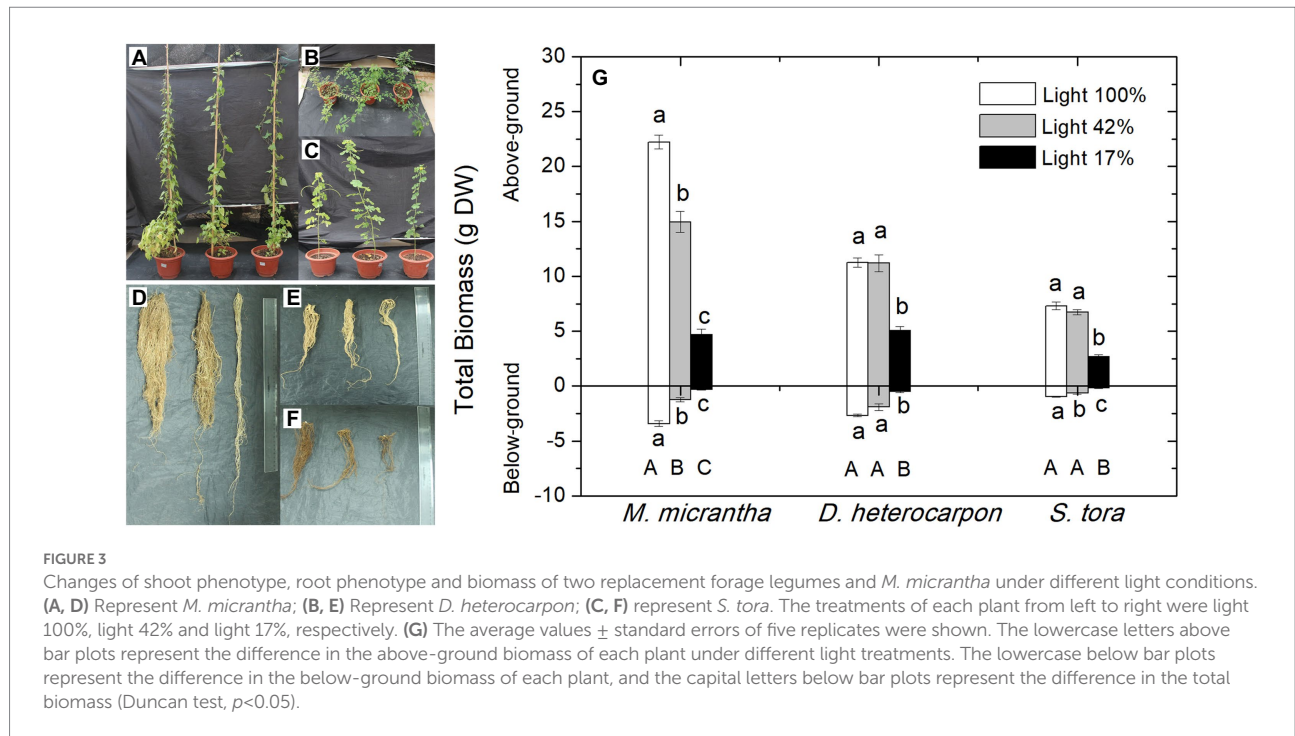 A
B
C
D
E
F
G
Light 100%
Light 42%
Light 17%
Total Biomass (g DW)
Above-ground
Below-ground
30
25
20
15
10
5
0
-5
-10
a
b
c
a
a
b
a
a
b
a
b
c
a
a
b
a
b
c
A B C
A A B
A A B
M. micrantha
D. heterocarpon
S. tora
FIGURE 3
Changes of shoot phenotype, root phenotype and biomass of two replacement forage legumes and M. micrantha under different light conditions.
(A, D) Represent M. micrantha; (B, E) Represent D. heterocarpon; (C, F) represent S. tora. The treatments of each plant from left to right were light
100%, light 42% and light 17%, respectively. (G) The average values ± standard errors of five replicates were shown. The lowercase letters above
bar plots represent the difference in the above-ground biomass of each plant under different light treatments. The lowercase below bar plots
represent the difference in the below-ground biomass of each plant, and the capital letters below bar plots represent the difference in the total
biomass (Duncan test, p<0.05).